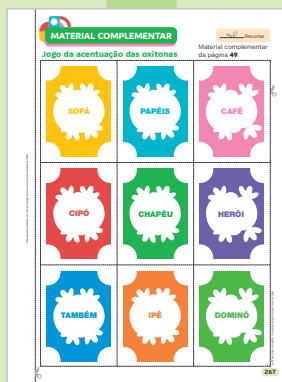 MATERIAL COMPLEMENTAR
Recortar
Jogo da acentuação das oxítonas
Material complementar
da página 49.
SOFÁ
PAPÉIS
CAFÉ
CIPÓ
CHAPÉU
HERÓI
TAMBÉM
IPÊ
DOMINÓ
267